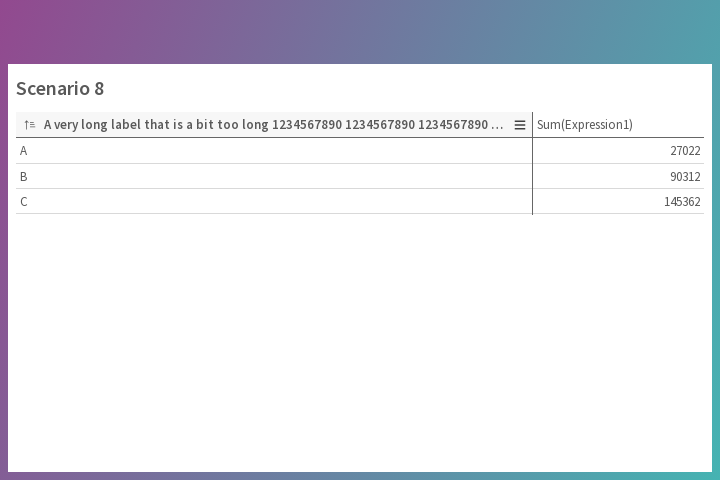 Scenario 8
A very long label that is a bit too long 1234567890 1234567890 1234567890 … Sum(Expression1)
A 27022
B 90312
C 145362